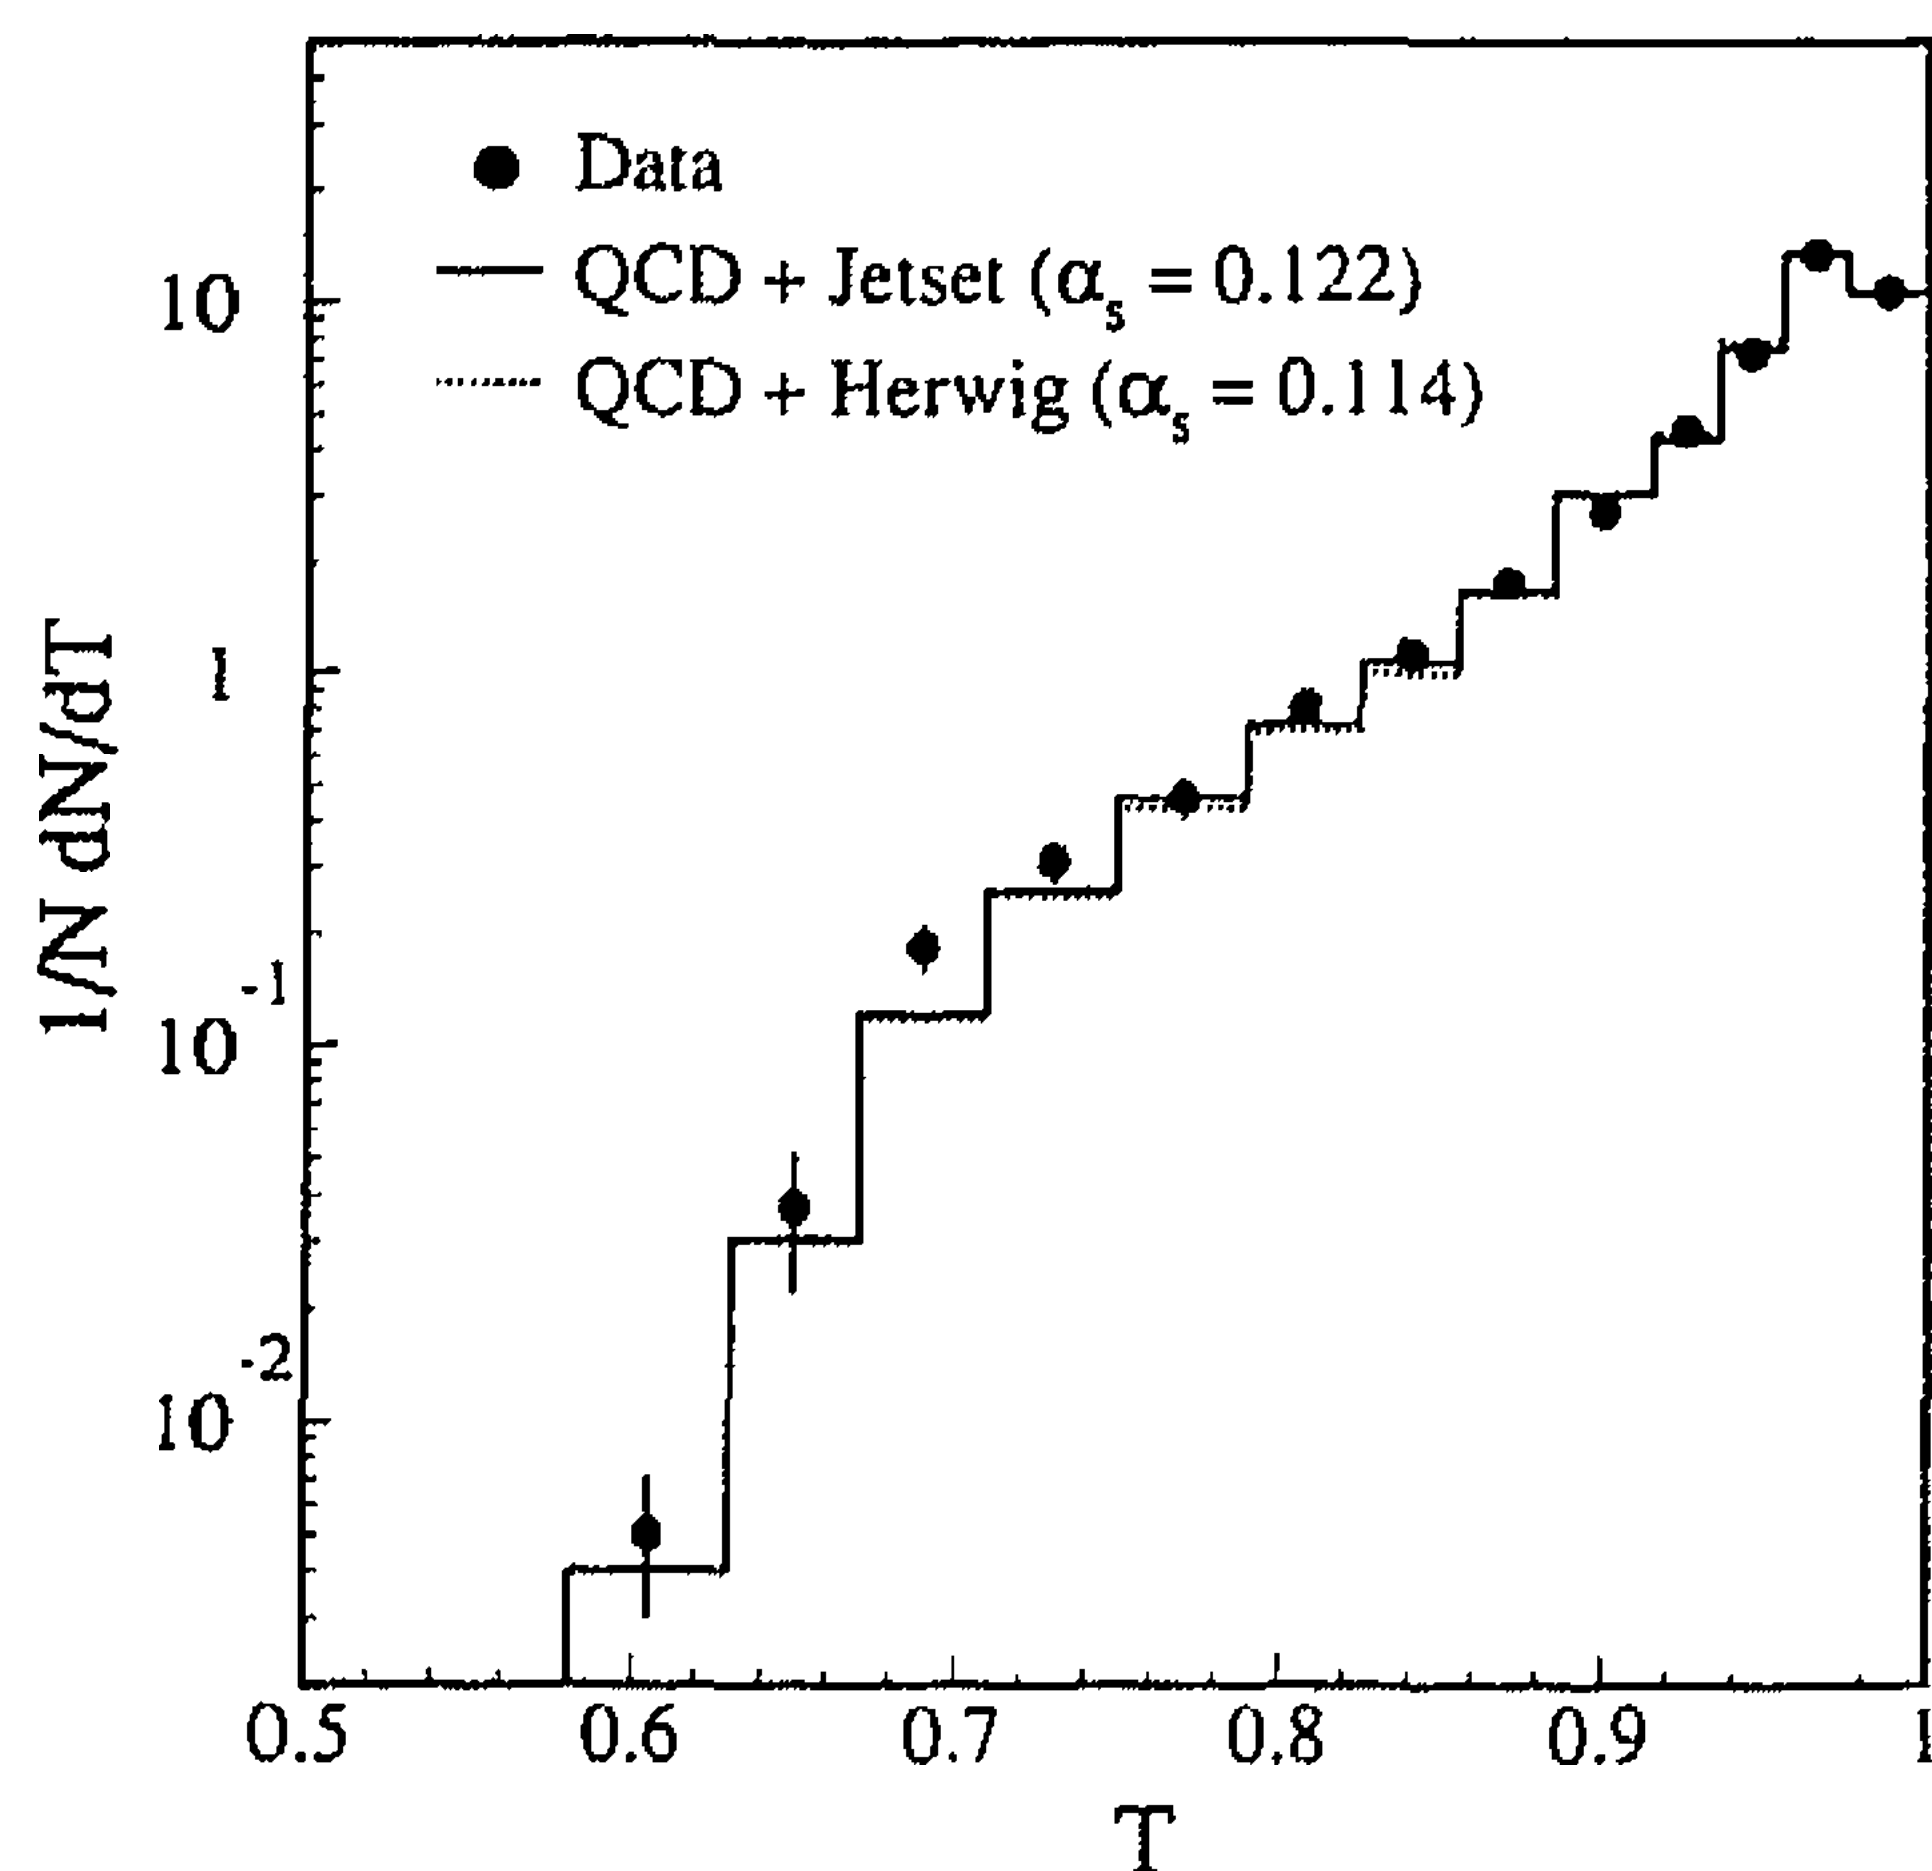 Data
QCD + Jetset (αs = 0.122)
QCD + Herwig (αs = 0.114)
10
1
10-1
10-2
1/N dN/dT
0.5 0.6 0.7 0.8 0.9 1
T